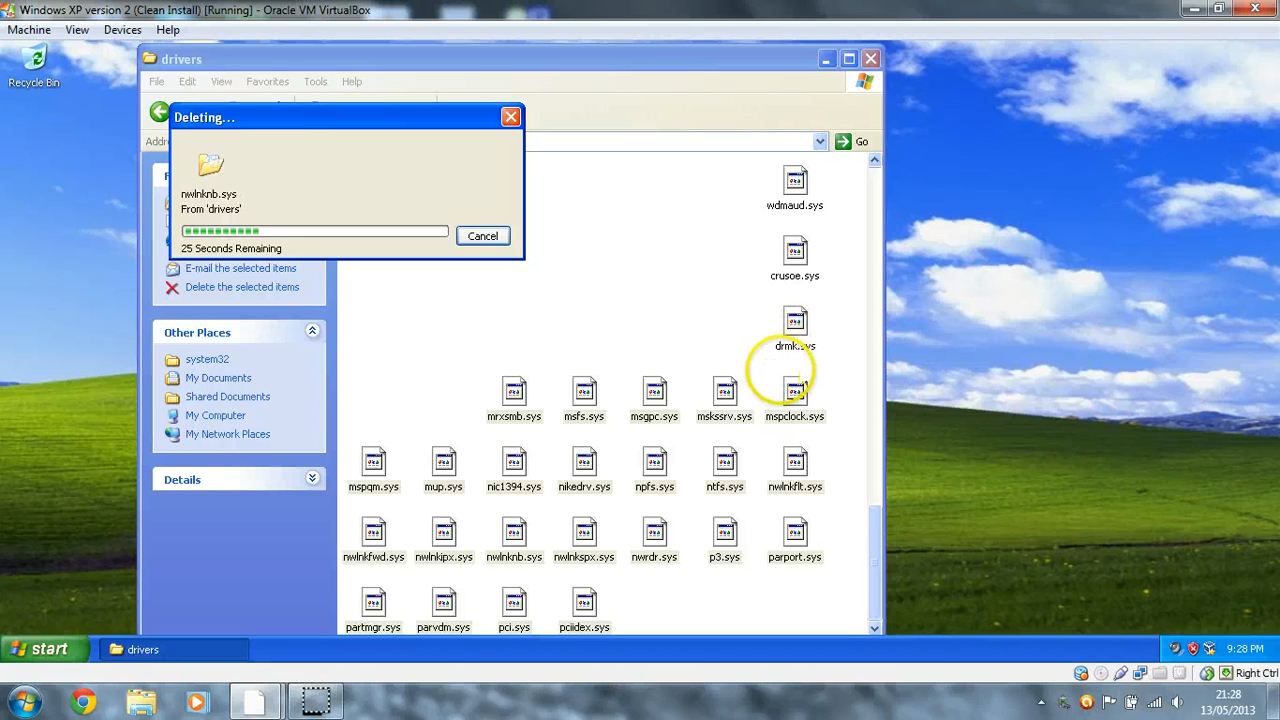 Windows XP version 2 (Clean Install) [Running] - Oracle VM VirtualBox
Machine View Devices Help
Recycle Bin
drivers
File Edit View Favorites Tools Help
Deleting...
Go
nwlnknb.sys
From 'drivers'
Cancel
25 Seconds Remaining
E-mail the selected items
Delete the selected items
Other Places
system32
My Documents
Shared Documents
My Computer
My Network Places
Details
wdmaud.sys
crusoe.sys
drmk.sys
mrxsmb.sys msfs.sys msgpc.sys mskssrv.sys mspclock.sys
mspqm.sys mup.sys nic1394.sys nikedrv.sys npfs.sys ntfs.sys nwlnkflt.sys
nwlnkfwd.sys nwlnkipx.sys nwlnknb.sys nwlnkspx.sys nwrdr.sys p3.sys parport.sys
partmgr.sys parvdm.sys pci.sys pciidex.sys
start drivers 9:28 PM
Right Ctrl
21:28
13/05/2013